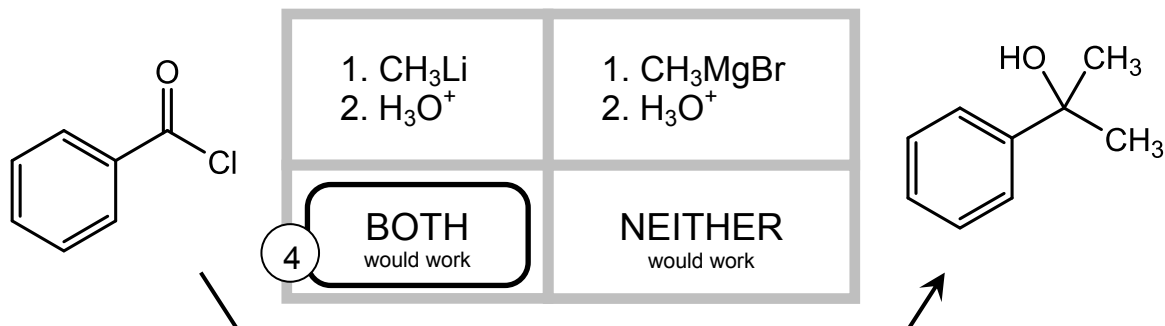 O
Cl
1. CH₃Li
2. H₃O⁺
1. CH₃MgBr
2. H₃O⁺
4
BOTH
would work
NEITHER
would work
HO
CH₃
CH₃